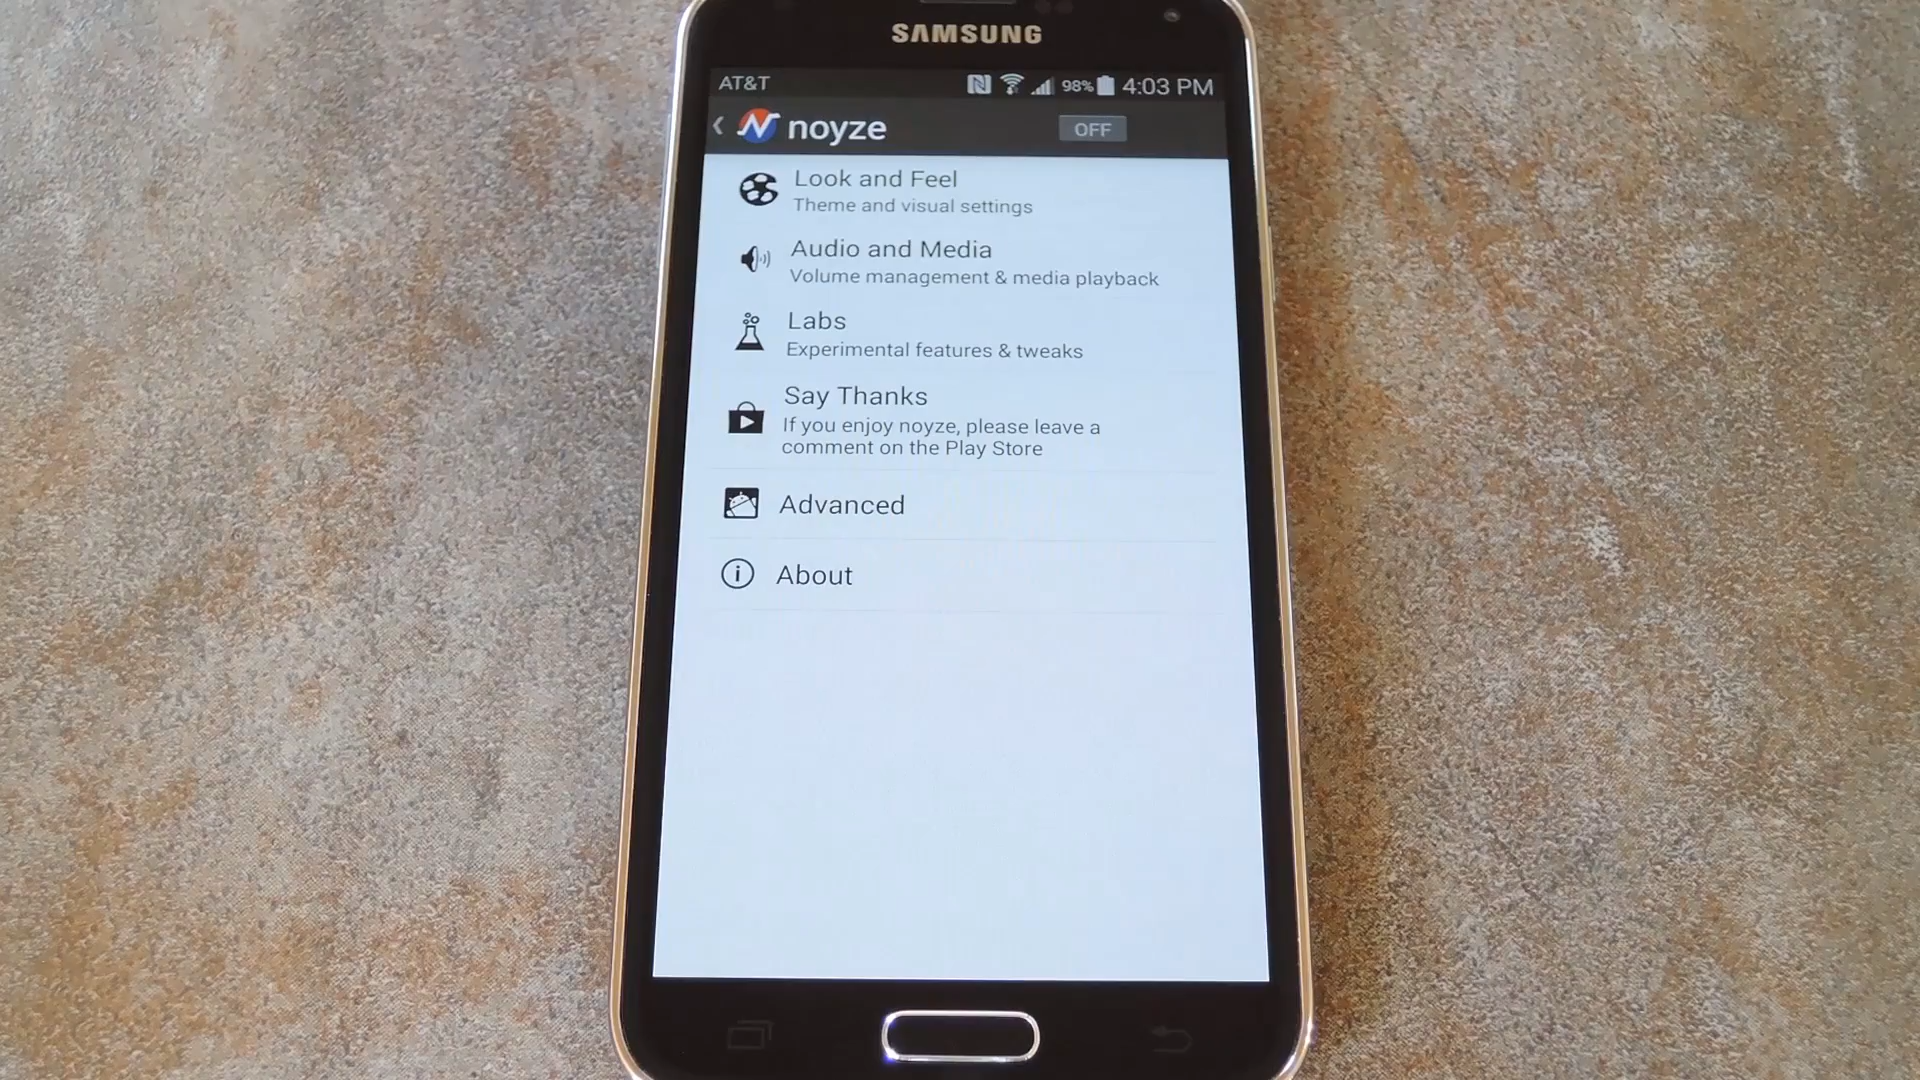 SAMSUNG
AT&T 98% 4:03 PM
noyze OFF
Look and Feel
Theme and visual settings
Audio and Media
Volume management & media playback
Labs
Experimental features & tweaks
Say Thanks
If you enjoy noyze, please leave a
comment on the Play Store
Advanced
About